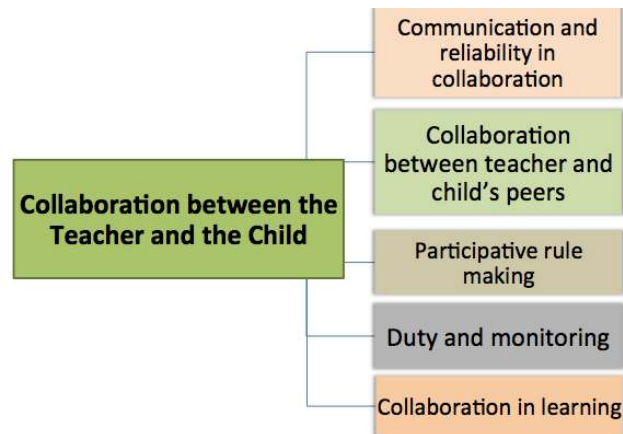 Communication and
reliability in
collaboration
Collaboration
between teacher and
child's peers
Collaboration between the
Teacher and the Child
Participative rule
making
Duty and monitoring
Collaboration in learning